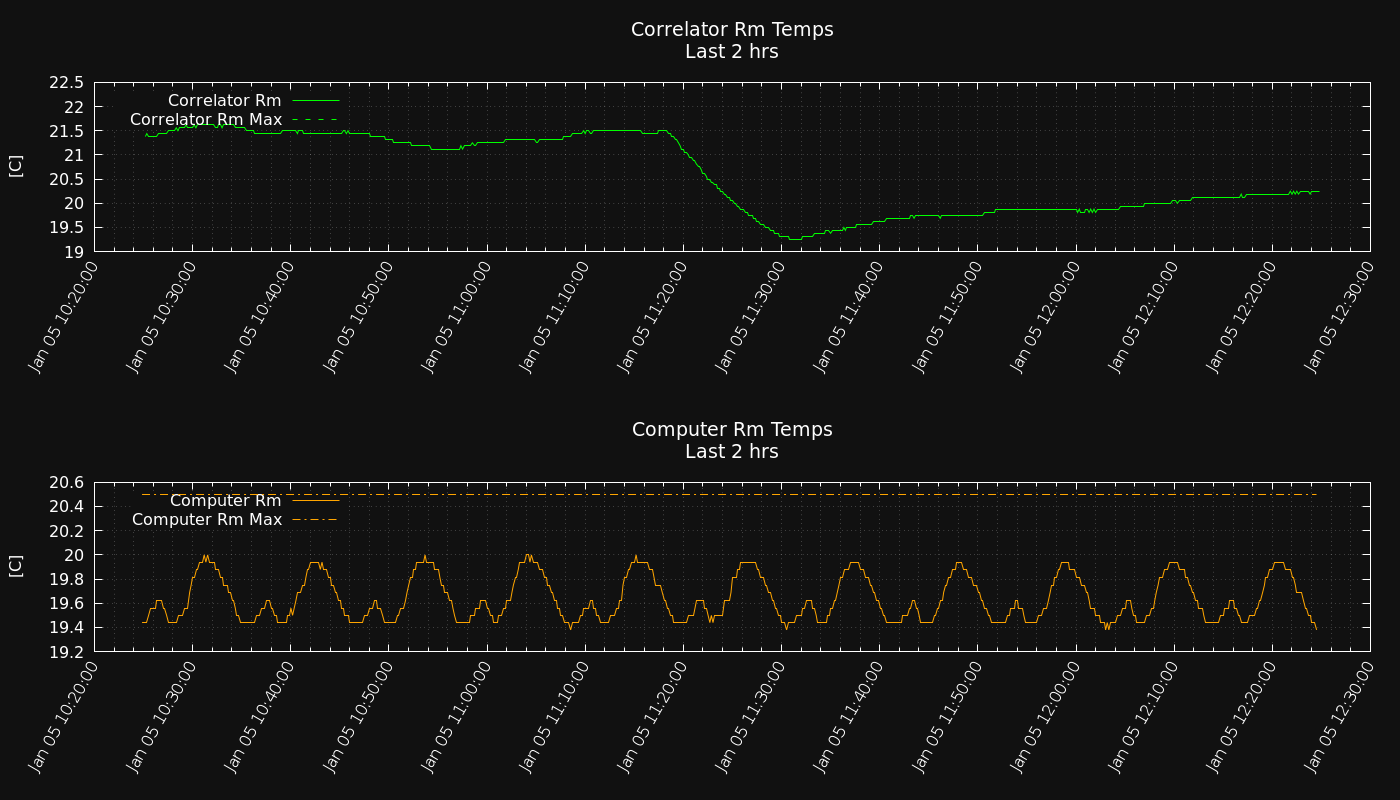 Correlator Rm Temps
Last 2 hrs
22.5
22
21.5
21
20.5
20
19.5
19
[C]
Correlator Rm
Correlator Rm Max
Jan 05 10:20:00
Jan 05 10:30:00
Jan 05 10:40:00
Jan 05 10:50:00
Jan 05 11:00:00
Jan 05 11:10:00
Jan 05 11:20:00
Jan 05 11:30:00
Jan 05 11:40:00
Jan 05 11:50:00
Jan 05 12:00:00
Jan 05 12:10:00
Jan 05 12:20:00
Jan 05 12:30:00
Computer Rm Temps
Last 2 hrs
20.6
20.4
20.2
20
19.8
19.6
19.4
19.2
[C]
Computer Rm
Computer Rm Max
Jan 05 10:20:00
Jan 05 10:30:00
Jan 05 10:40:00
Jan 05 10:50:00
Jan 05 11:00:00
Jan 05 11:10:00
Jan 05 11:20:00
Jan 05 11:30:00
Jan 05 11:40:00
Jan 05 11:50:00
Jan 05 12:00:00
Jan 05 12:10:00
Jan 05 12:20:00
Jan 05 12:30:00